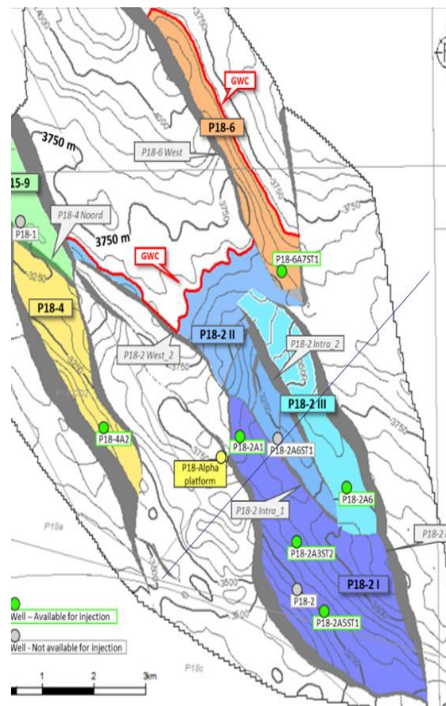 GWC
P18-6
3750 m
P18-6 West
15-9
P18-4 Noord
P18-1
3750 m
GWC
P18-6A7ST1
3250
P18-4
P18-2 II
P18-2 West_2
P18-2 Intra_2
P18-2 III
P18-4A2
P18-2A1
P18-2A6ST1
P18-Alpha
platform
P18-2A6
P18-2 Intra_1
P18a
P18-2A3ST2
P18-2 I
P18-2
P18-2A5ST1
Well – Available for injection
Well - Not available for injection
P18c
2
3km